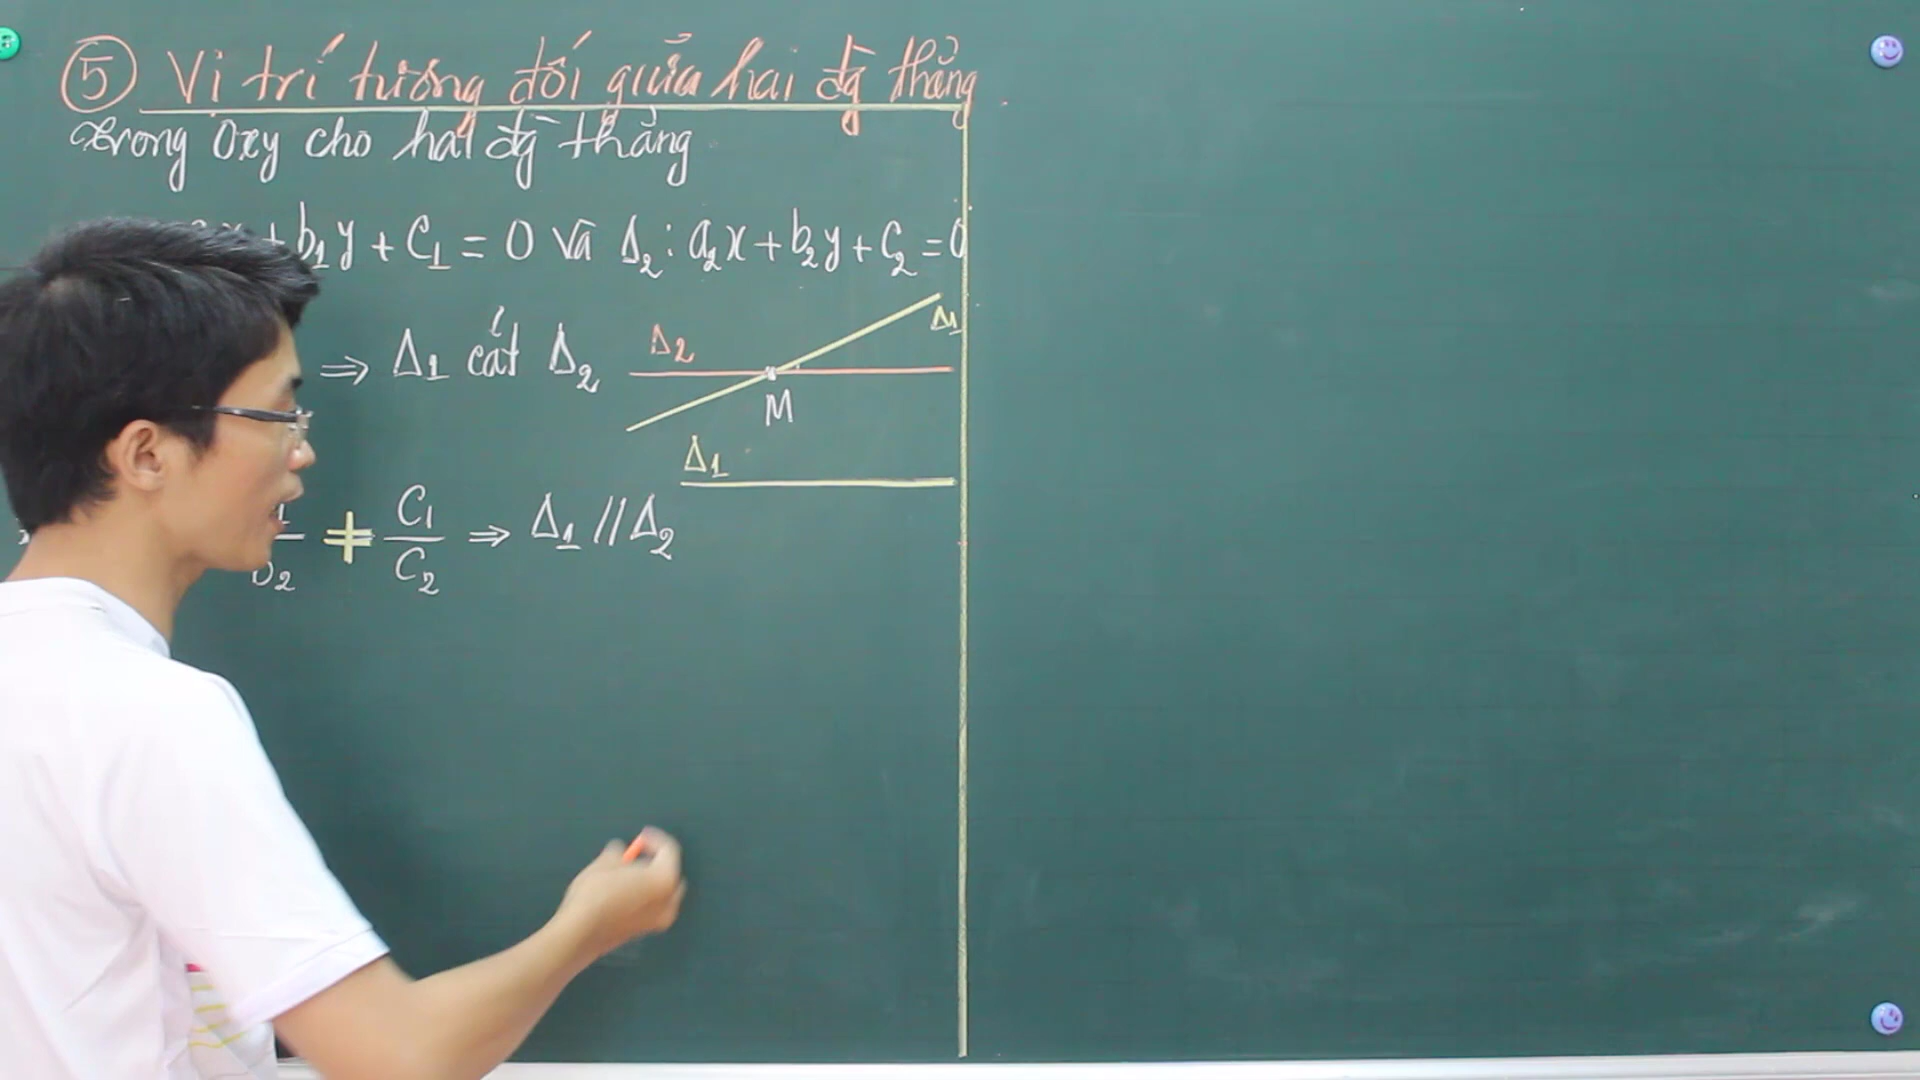 ⑤ Vị trí tương đối giữa hai đg thẳng
Trong Oxy cho hai đg thẳng
x + b₁y + C₁ = 0 và Δ₂ : a₂x + b₂y + C₂ = 0
⇒ Δ₁ cắt Δ₂
Δ₂
Δ₁
M
Δ₁
≠ C₁/C₂ ⇒ Δ₁ // Δ₂